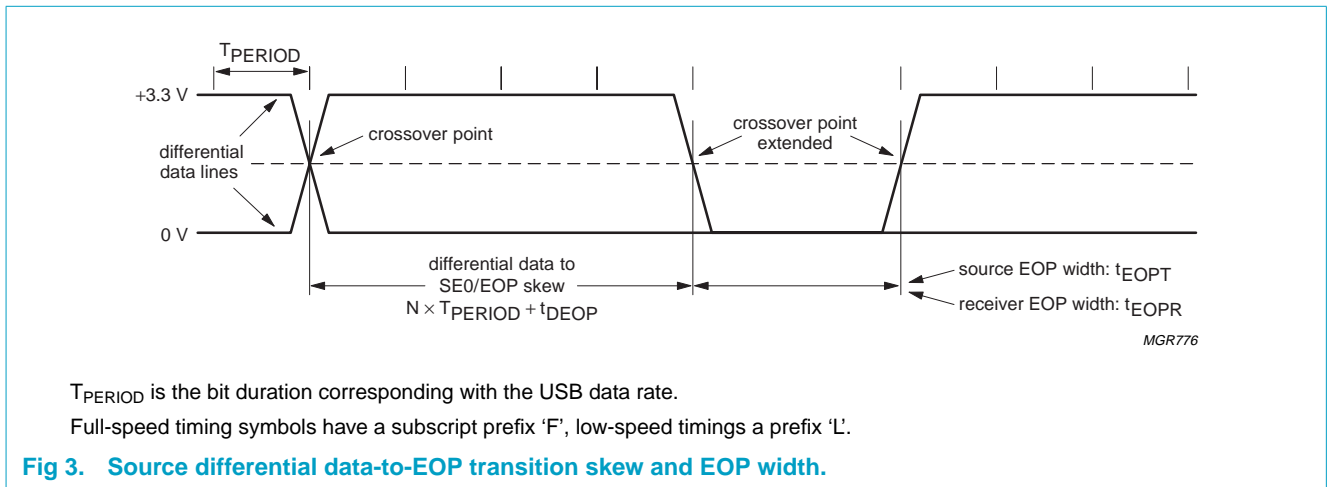 TPERIOD
+3.3 V
crossover point
crossover point
extended
differential
data lines
0 V
differential data to
SE0/EOP skew
N × TPERIOD + tDEOP
source EOP width: tEOPT
receiver EOP width: tEOPR
MGR776
TPERIOD is the bit duration corresponding with the USB data rate.
Full-speed timing symbols have a subscript prefix ‘F’, low-speed timings a prefix ‘L’.
Fig 3. Source differential data-to-EOP transition skew and EOP width.